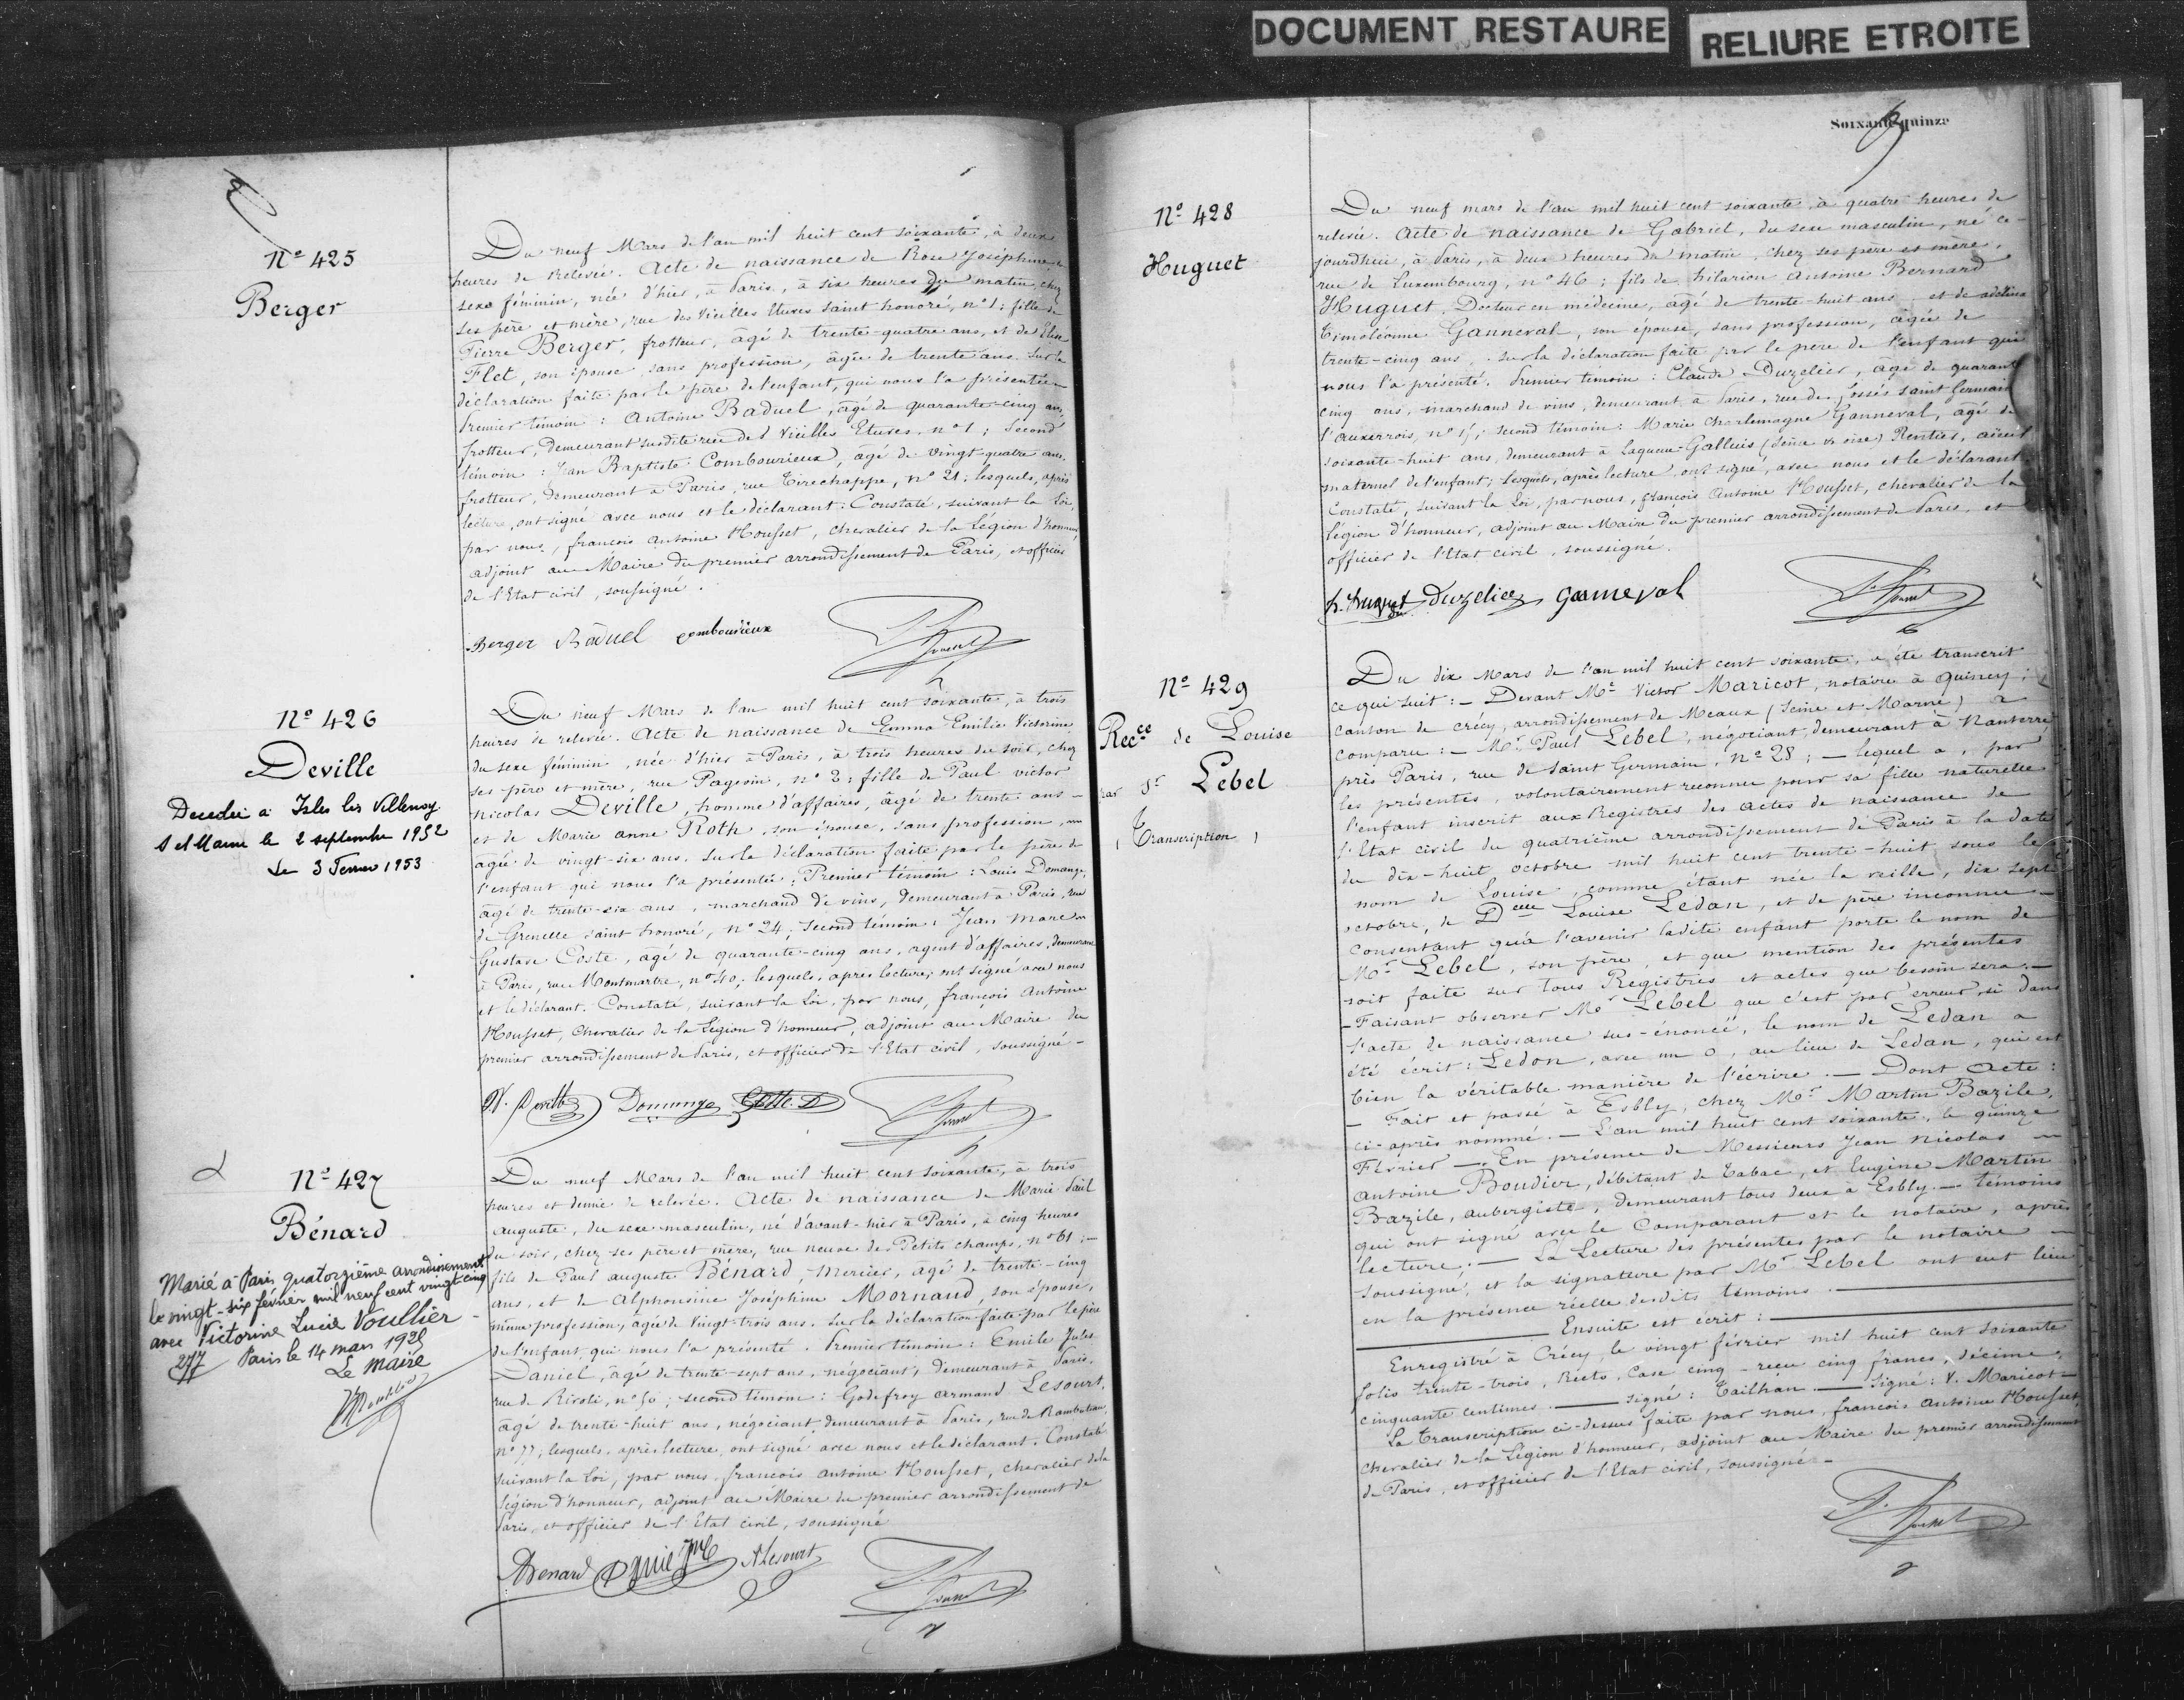 DOCUMENT RESTAURE
RELIURE ETROITE
Nº 425
Berger
Du neuf Mars de l'an mil huit cent soixante, à deux
heures de relevée. Acte de naissance de Rose Joséphine, du
sexe féminin, née d'hier, à Paris, à six heures du matin, chez
ses père et mère, rue des Vieilles Etuves saint honoré, nº 1; fille de
Pierre Berger, frotteur, âgé de trente-quatre ans, et de Elise
Flet, son épouse sans profession, âgée de trente ans. Sur la
déclaration faite par le père de l'enfant, qui nous l'a présentée
Premier témoin : Antoine Baduel, âgé de quarante-cinq ans,
frotteur, demeurant susdite rue des Vieilles Etuves, nº 1; Second
témoin : Jean Baptiste Combourieux, âgé de vingt quatre ans,
frotteur, demeurant à Paris, rue Tirechappe, nº 21; lesquels, après
lecture, ont signé avec nous et le déclarant. Constaté, suivant la Loi,
par nous, françois antoine Housset, chevalier de la Légion d'honneur,
adjoint au Maire du premier arrondissement de Paris, et officier
de l'Etat civil, soussigné.
Berger Baduel combourieux
Nº 426
Deville
Decedée à Isles les Villenoy
S et Marne le 2 septembre 1952
Le 3 Fevrier 1953
Du neuf Mars de l'an mil huit cent soixante, à trois
heures de relevée. Acte de naissance de Emma Emilie Victorine
du sexe féminin, née d'hier à Paris, à trois heures du soir, chez
ses père et mère, rue Pagevin, nº 2; fille de Paul victor
nicolas Deville, homme d'affaires, âgé de trente ans -
et de Marie anne Roth, son épouse, sans profession,
âgée de vingt-six ans. Sur la déclaration faite par le père de
l'enfant qui nous l'a présentée. Premier témoin : Louis Domange,
âgé de trente-six ans, marchand de vins, demeurant à Paris, rue
de Grenelle saint honoré, nº 24; Second témoin : Jean Marc
Gustave Coste, âgé de quarante-cinq ans, agent d'affaires, demeurant
à Paris, rue Montmartre, nº 40; lesquels, après lecture, ont signé avec nous
et le déclarant. Constaté, suivant la Loi, par nous, françois Antoine
Housset, Chevalier de la Légion d'honneur, adjoint au Maire du
premier arrondissement de Paris, et officier de l'Etat civil, soussigné -
Deville Domange Coste
Nº 427
Bénard
Marié à Paris quatorzième arrondissement
le vingt-six février mil neuf cent vingt cinq
avec Victorine Lucie Voullier -
277 Paris le 14 mars 1925
Le Maire
Du neuf Mars de l'an mil huit cent soixante, à trois
heures et demie de relevée. Acte de naissance de Marie Paul
auguste, du sexe masculin, né d'avant-hier à Paris, à cinq heures
du soir, chez ses père et mère, rue neuve des Petits champs, nº 61; -
fils de Paul auguste Bénard, mercier, âgé de trente-cinq
ans, et de Alphonsine Joséphine Mornaud, son épouse,
même profession, âgée de vingt-trois ans. Sur la déclaration faite par le père
de l'enfant qui nous l'a présenté. Premier témoin : Emile Jules
Daniel, âgé de trente-sept ans, négociant, demeurant à Paris,
rue de Rivoli, nº 50; second témoin : Godefroy armand Lesourt,
âgé de trente-huit ans, négociant, demeurant à Paris, rue de Rambuteau,
nº 77; lesquels, après lecture, ont signé avec nous et le déclarant. Constaté
suivant la Loi, par nous, françois antoine Housset, chevalier de la
Légion d'honneur, adjoint au Maire du premier arrondissement de
Paris, et officier de l'Etat civil, soussigné
Benard Alesourt
Soixante quinze
Nº 428
Huguet
Du neuf mars de l'an mil huit cent soixante, à quatre heures de
relevée. Acte de naissance de Gabriel, du sexe masculin, né ce-
jourdhui, à Paris, à deux heures du matin, chez ses père et mère,
rue de Luxembourg, nº 46; fils de hilarion Antoine Bernard
Huguet, Docteur en médecine, âgé de trente-huit ans, et de adelina
Timoléonne Ganneval, son épouse, sans profession, âgée de
trente-cinq ans. Sur la déclaration faite par le père de l'enfant qui
nous l'a présenté. Premier témoin : Claude Duzelier, âgé de quarante
cinq ans, marchand de vins, demeurant à Paris, rue des fossés saint Germain
l'auxerrois, nº 15; second témoin : Marie Charlemagne Ganneval, âgé de
soixante-huit ans, demeurant à Laqueue-Galluis (Seine & oise) Rentier, aïeul
maternel de l'enfant; lesquels, après lecture, ont signé, avec nous et le déclarant.
Constaté, suivant la Loi, par nous, françois Antoine Housset, chevalier de la
Légion d'honneur, adjoint au Maire du premier arrondissement de Paris, et
officier de l'Etat civil, soussigné.
h. huguet Duzelier Ganneval
Nº 429
Recce de Louise
par Sr Lebel
(Transcription)
Du dix Mars de l'an mil huit cent soixante, a été transcrit
ce qui suit : - Devant Me Victor Maricot, notaire à Quincy,
canton de crécy, arrondissement de Meaux (Seine et Marne) a
comparu : - Mr Paul Lebel, négociant, demeurant à Nanterre
près Paris, rue de Saint Germain, nº 28; - lequel a, par
les présentes, volontairement reconnu pour sa fille naturelle
l'enfant inscrit aux Registres des actes de naissance de
l'Etat civil du quatrième arrondissement de Paris à la date
du dix-huit octobre mil huit cent trente-huit sous le
nom de Louise, comme étant née la veille, dix sept
octobre, de Delle Louise Ledan, et de père inconnu -
Consentant qu'à l'avenir ladite enfant porte le nom de
Mr Lebel, son père, et que mention des présentes
soit faite sur tous Registres et actes que besoin sera. -
- Faisant observer Mr Lebel que c'est par erreur si dans
l'acte de naissance sus-énoncé, le nom de Ledan a
été écrit : Ledon, avec un o, au lieu de Ledan, qui est
bien la véritable manière de l'écrire. - Dont Acte :
- Fait et passé à Esbly, chez Mr Martin Bazile,
ci-après nommé. - L'an mil huit cent soixante, le quinze
Février - En présence de Messieurs Jean Nicolas
Antoine Boudier, débitant de Tabac, et Eugène Martin
Bazile, aubergiste, demeurant tous deux à Esbly. - témoins
qui ont signé avec le Comparant et le notaire, après
lecture. - La Lecture des présentes par le notaire
soussigné, et la signature par Mr Lebel ont eut lieu
en la présence réelle desdits témoins. -
Ensuite est écrit :
Enregistré à Crécy, le vingt février mil huit cent soixante
folio trente-trois, Recto, Case cinq - reçu cinq francs, décime,
cinquante centimes. - Signé : Tailhan. - Signé : V. Maricot -
La Transcription ci-dessus faite par nous, françois Antoine Housset,
chevalier de la Légion d'honneur, adjoint au Maire du premier arrondissement
de Paris, et officier de l'Etat civil, soussigné -